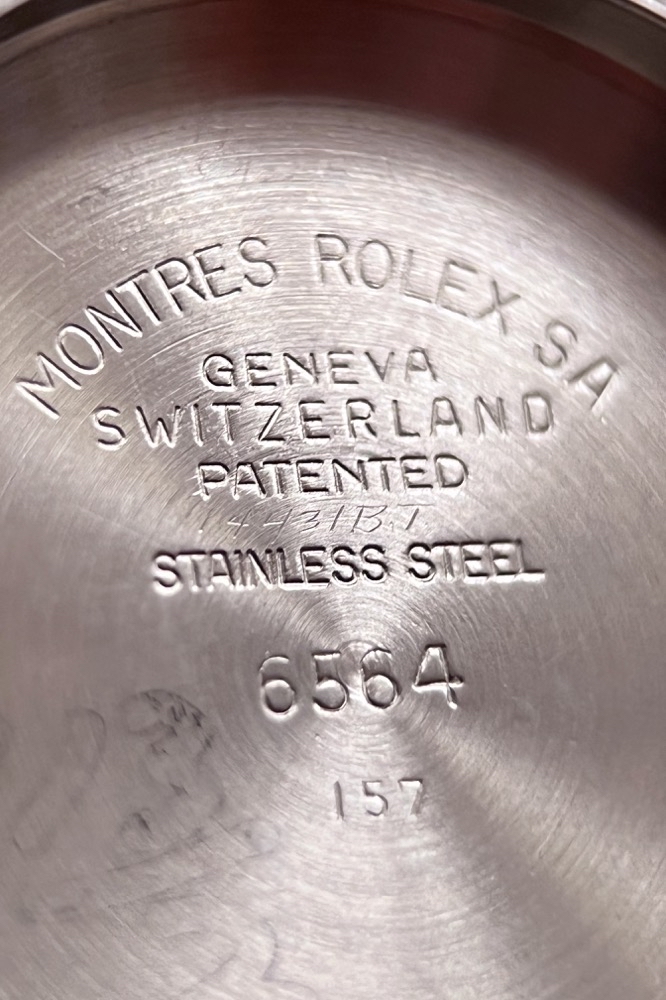 MONTRES ROLEX SA
GENEVA
SWITZERLAND
PATENTED
STAINLESS STEEL
6564
157